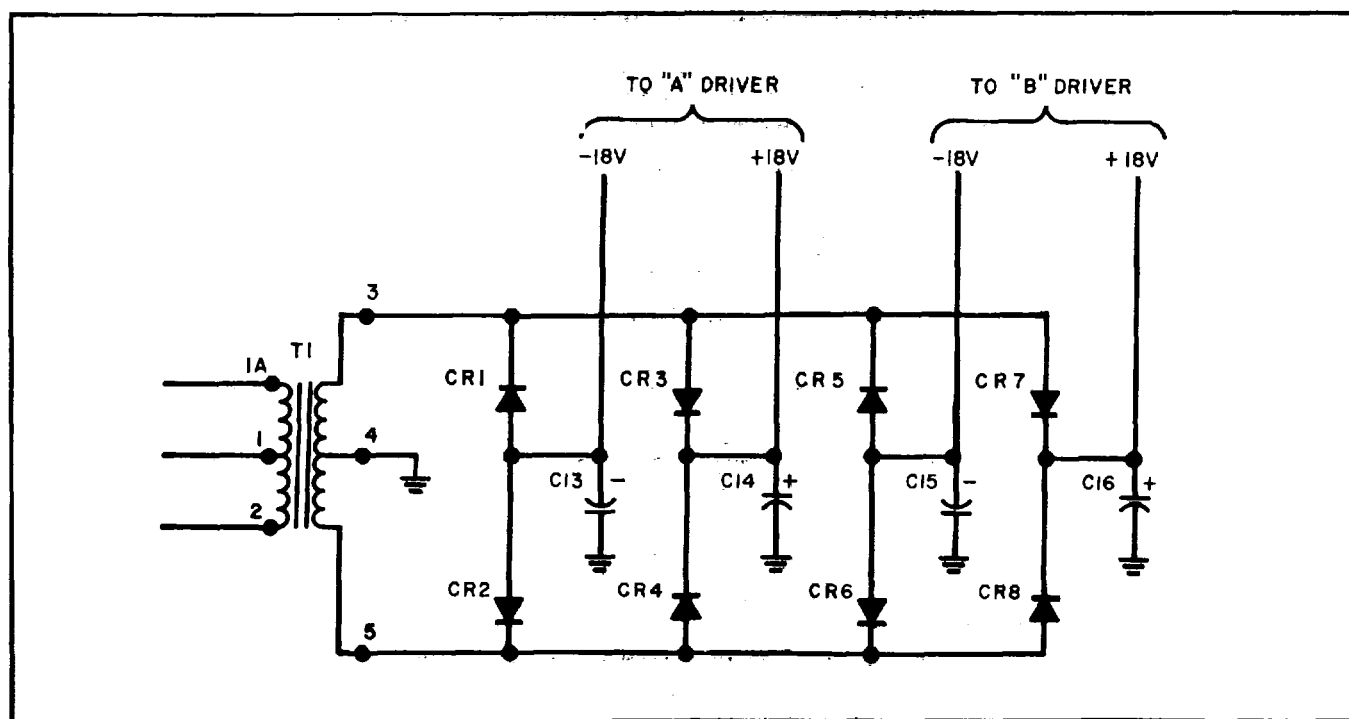 TO "A" DRIVER
TO "B" DRIVER
-18V
+18V
-18V
+18V
3
T1
1A
CR1
CR3
CR5
CR7
1
4
C13
-
C14
+
C15
-
C16
+
2
CR2
CR4
CR6
CR8
5